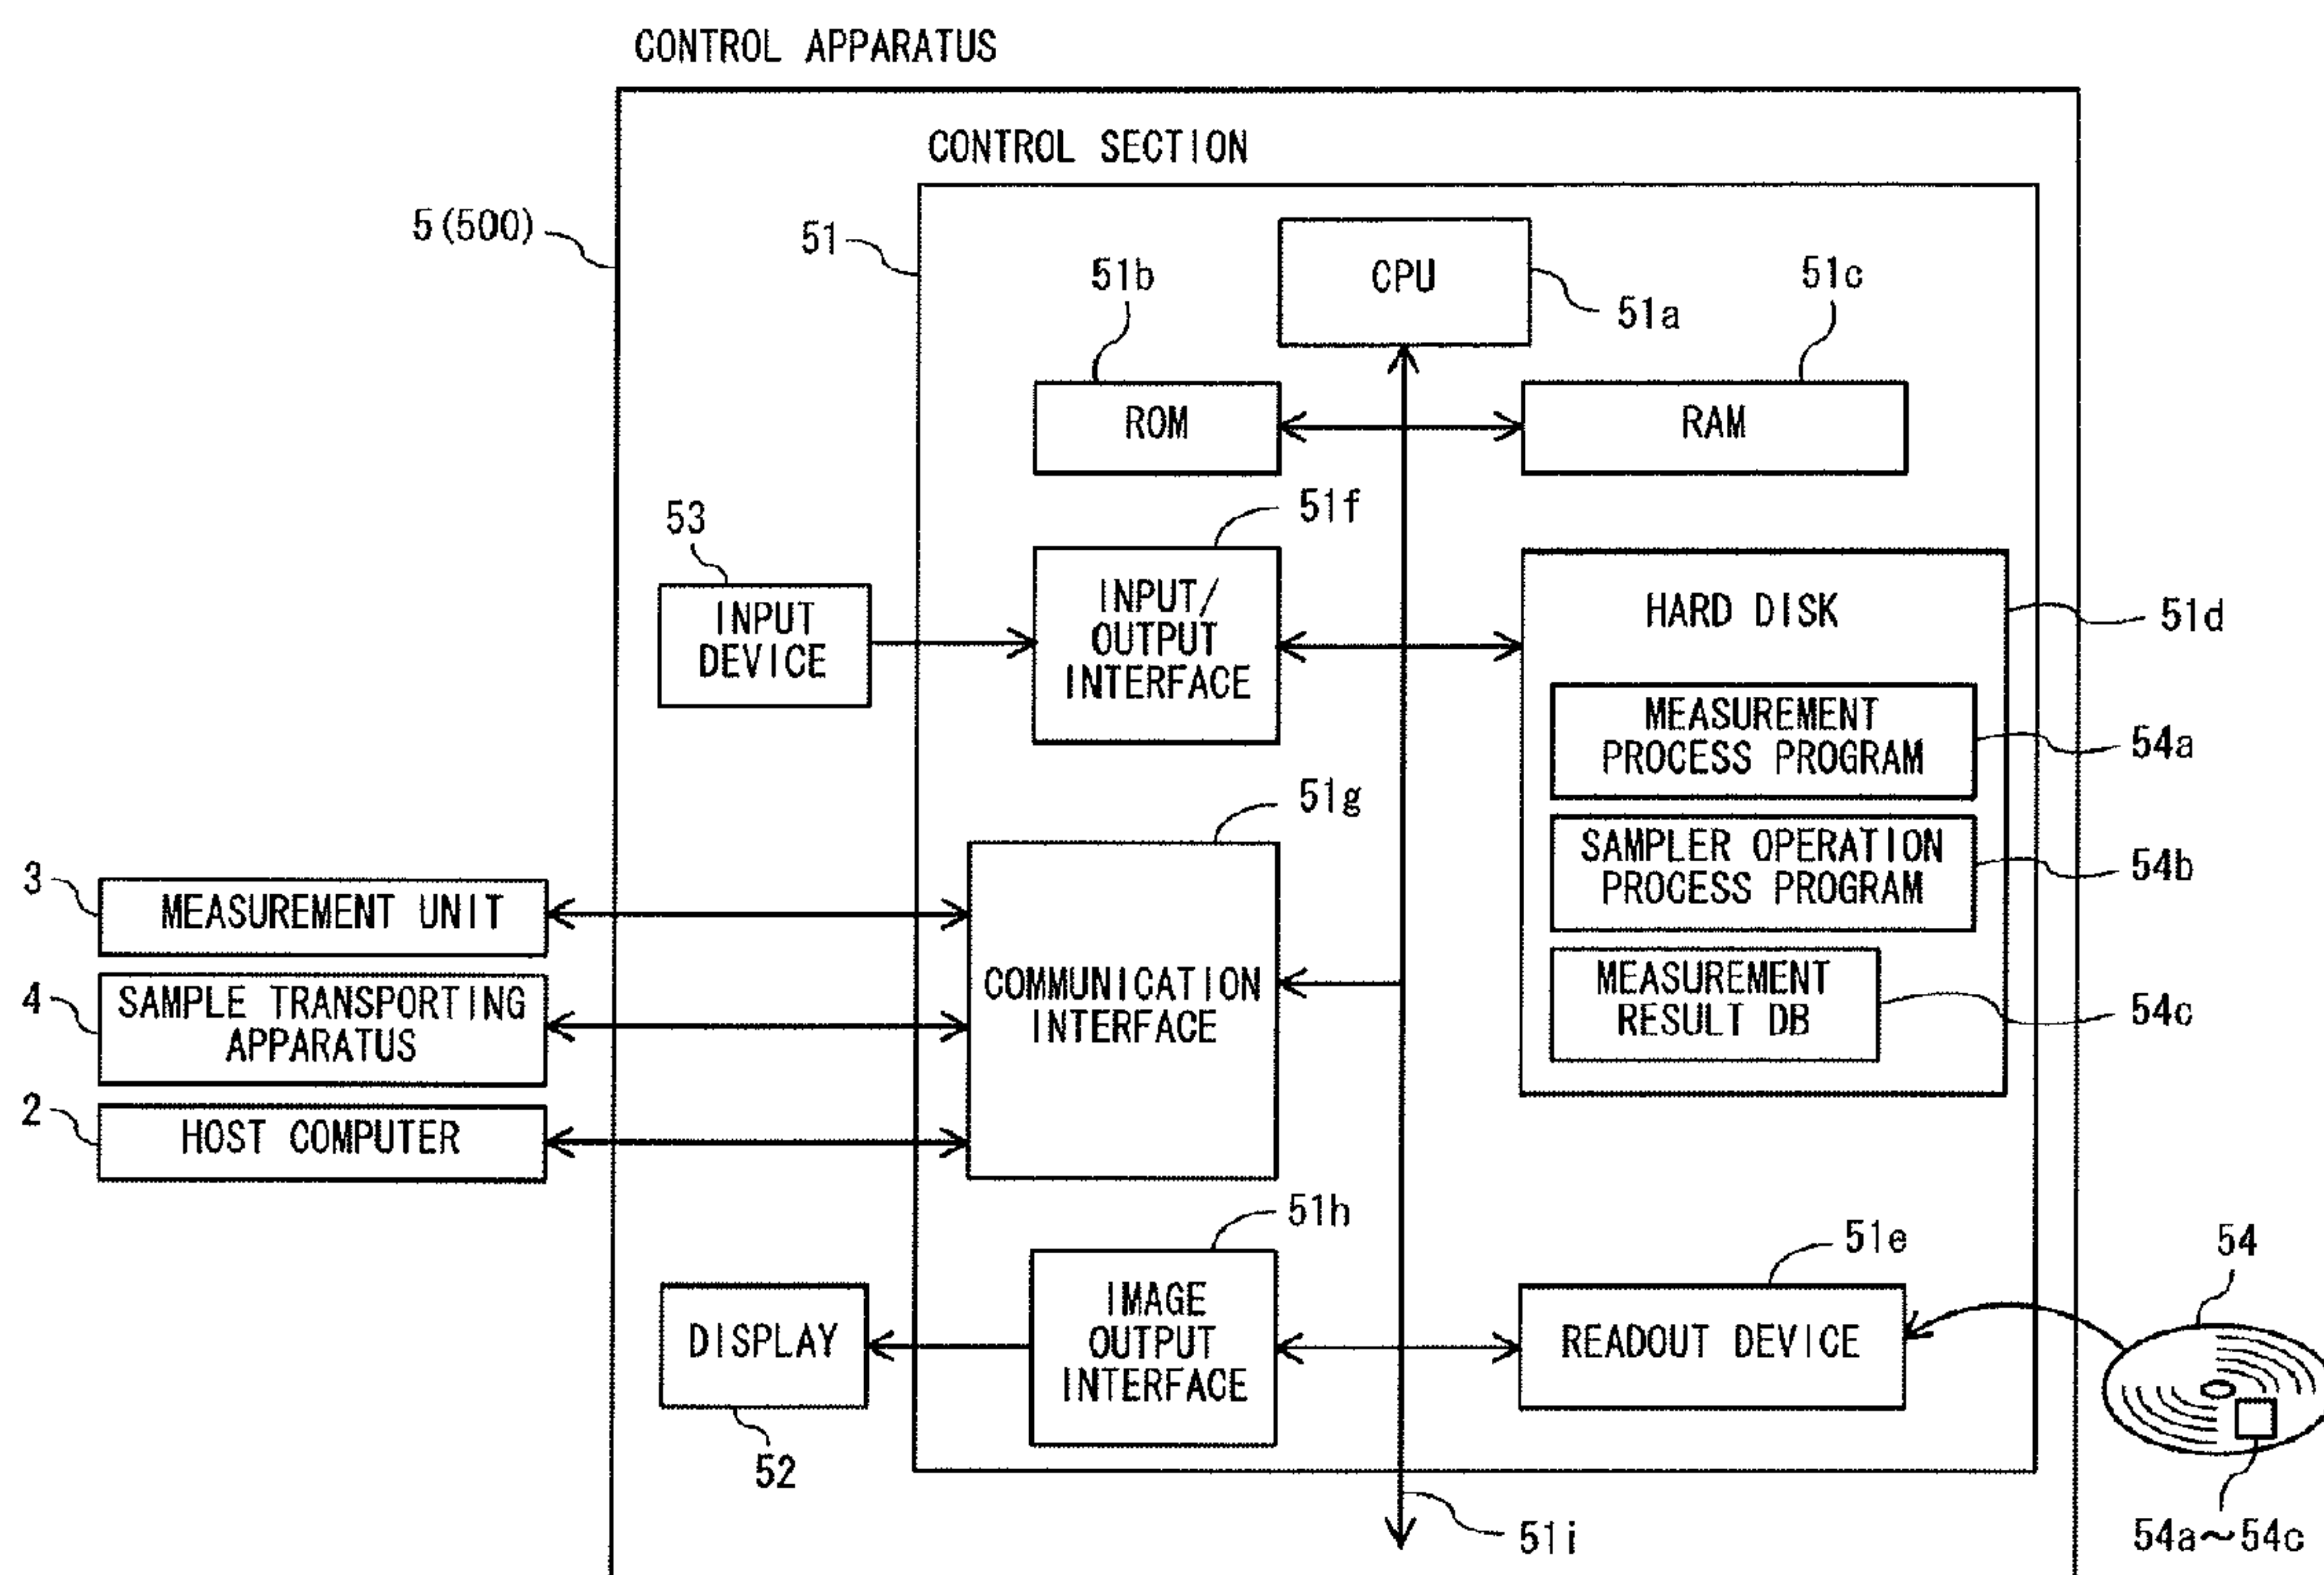 CONTROL APPARATUS
CONTROL SECTION
5(500)
51
CPU
51a
51b
51c
ROM
RAM
51f
53
INPUT
DEVICE
INPUT/
OUTPUT
INTERFACE
HARD DISK
51d
MEASUREMENT
PROCESS PROGRAM
54a
SAMPLER OPERATION
PROCESS PROGRAM
54b
MEASUREMENT
RESULT DB
54c
51g
3
MEASUREMENT UNIT
4
SAMPLE TRANSPORTING
APPARATUS
2
HOST COMPUTER
COMMUNICATION
INTERFACE
51h
51e
54
DISPLAY
52
IMAGE
OUTPUT
INTERFACE
READOUT DEVICE
51i
54a~54c